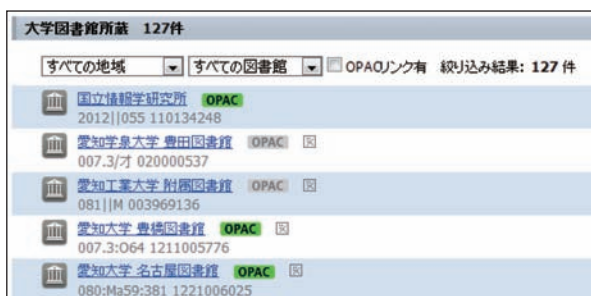 大学図書館所蔵 127件
すべての地域 すべての図書館 OPACリンク有 絞り込み結果: 127 件
国立情報学研究所 OPAC
2012||055 110134248
愛知学泉大学 豊田図書館 OPAC 図
007.3/オ 020000537
愛知工業大学 附属図書館 OPAC 図
081||M 003969136
愛知大学 豊橋図書館 OPAC 図
007.3:O64 1211005776
愛知大学 名古屋図書館 OPAC 図
080:Ma59:381 1221006025